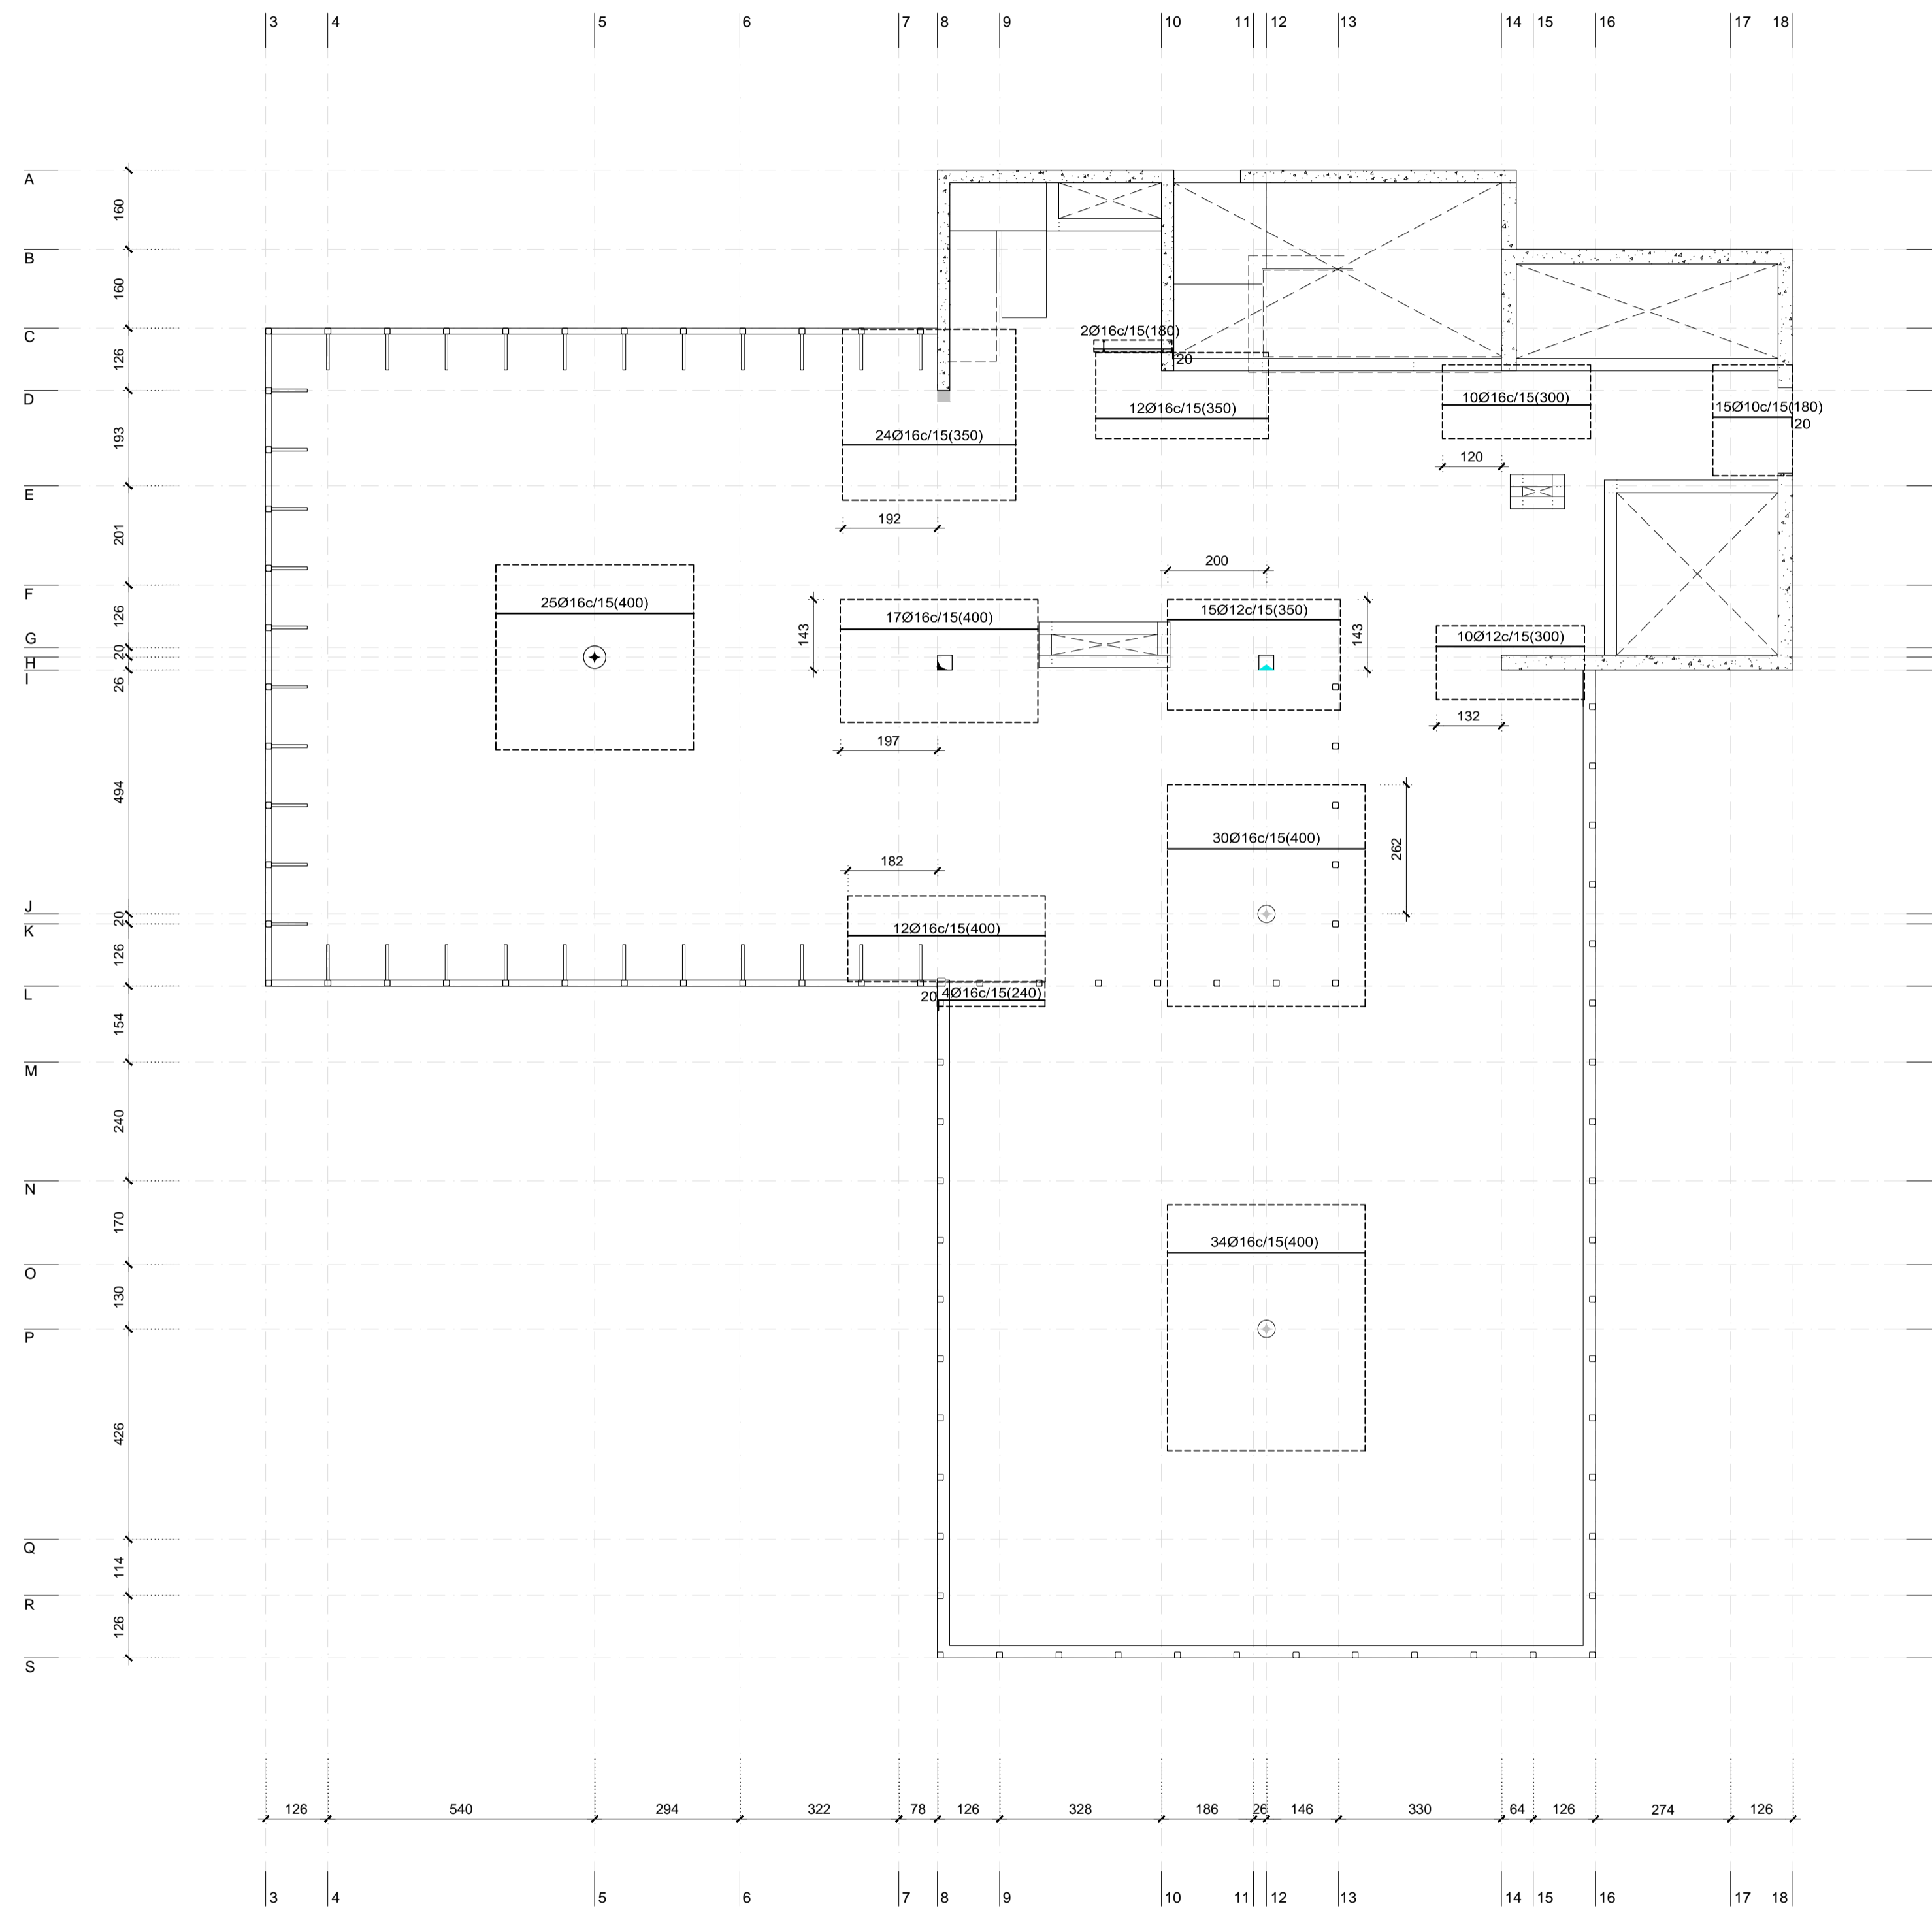 3 4 5 6 7 8 9 10 11 12 13 14 15 16 17 18
A
160
B
160
C
2Ø16c/15(180)
20
126
D
10Ø16c/15(300)
15Ø10c/15(180)
12Ø16c/15(350)
20
24Ø16c/15(350)
193
120
E
192
201
200
F
25Ø16c/15(400)
15Ø12c/15(350)
126
17Ø16c/15(400)
143
143
10Ø12c/15(300)
G
20
H
I
26
132
197
494
30Ø16c/15(400)
262
182
J
20
12Ø16c/15(400)
K
126
L
20
4Ø16c/15(240)
154
M
240
N
170
34Ø16c/15(400)
O
130
P
426
Q
114
R
126
S
126 540 294 322 78 126 328 186 26 146 330 64 126 274 126
3 4 5 6 7 8 9 10 11 12 13 14 15 16 17 18